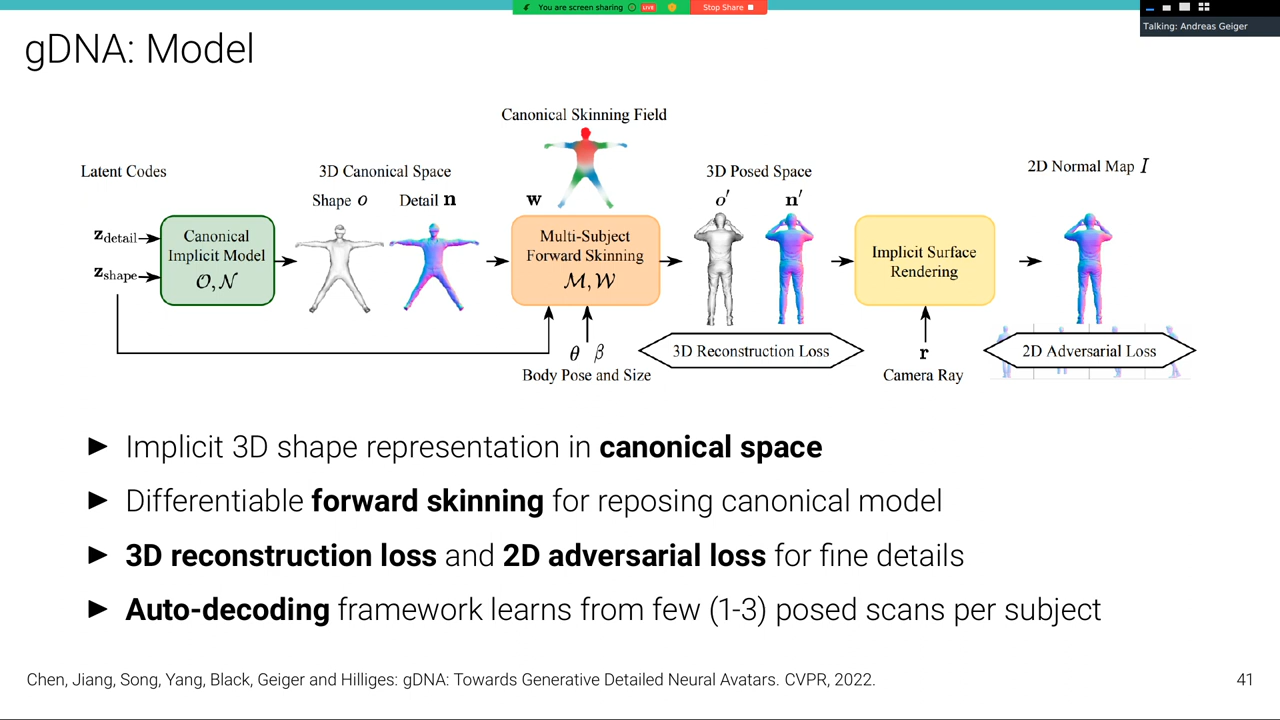 You are screen sharing
LIVE
Stop Share
Talking: Andreas Geiger
gDNA: Model
Canonical Skinning Field
Latent Codes
3D Canonical Space
3D Posed Space
2D Normal Map I
Shape o
Detail n
w
o′
n′
z_detail
z_shape
Canonical
Implicit Model
𝒪, 𝒩
Multi-Subject
Forward Skinning
ℳ, 𝒲
Implicit Surface
Rendering
θ β
Body Pose and Size
3D Reconstruction Loss
r
Camera Ray
2D Adversarial Loss
► Implicit 3D shape representation in canonical space
► Differentiable forward skinning for reposing canonical model
► 3D reconstruction loss and 2D adversarial loss for fine details
► Auto-decoding framework learns from few (1-3) posed scans per subject
Chen, Jiang, Song, Yang, Black, Geiger and Hilliges: gDNA: Towards Generative Detailed Neural Avatars. CVPR, 2022.
41